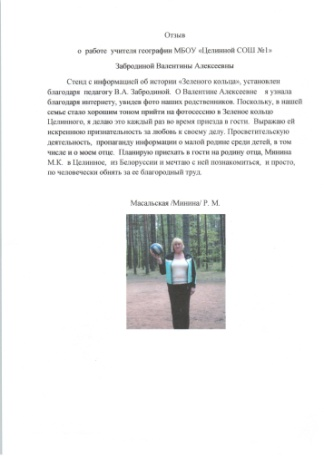 Отзыв
о работе учителя географии МБОУ «Целинной СОШ №1»
Забродиной Валентины Алексеевны
Стенд с информацией об истории «Зеленого кольца», установлен
благодаря педагогу В.А. Забродиной. О Валентине Алексеевне я узнала
благодаря интернету, увидев фото наших родственников. Поскольку, в нашей
семье стало хорошим тоном прийти на фотосессию в Зеленое кольцо
Целинного, я делаю это каждый раз во время приезда в гости. Выражаю ей
искреннюю признательность за любовь к своему делу. Просветительскую
деятельность, пропаганду информации о малой родине среди детей, в том
числе и о моем отце. Планирую приехать в гости на родину отца, Минина
М.К. в Целинное, из Белоруссии и мечтаю с ней познакомиться, и просто,
по человечески обнять за ее благородный труд.
Масальская /Минина/ Р. М.